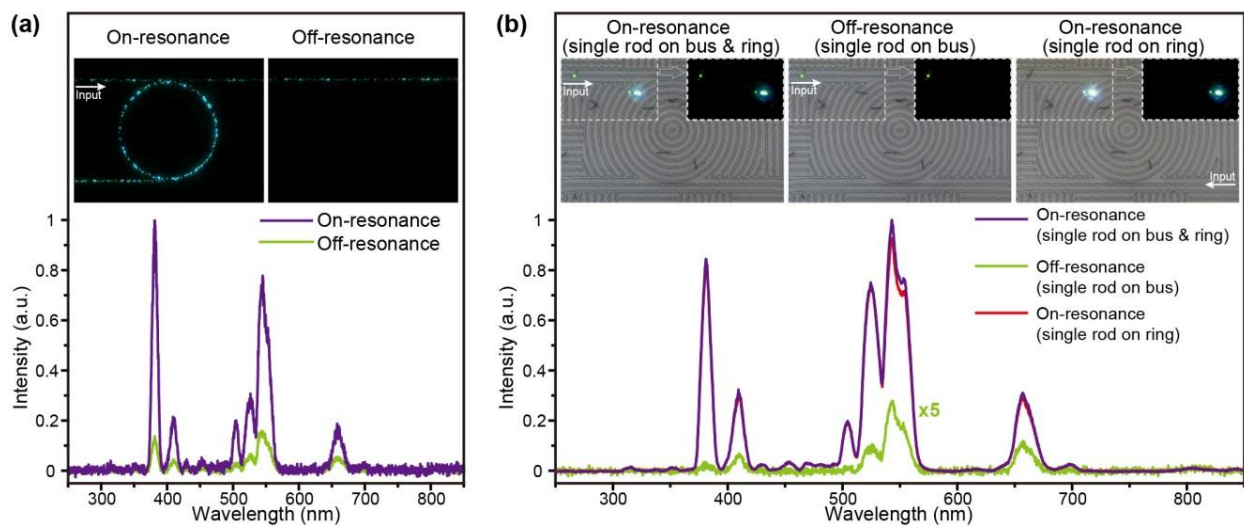 (a)
On-resonance
Off-resonance
Input
On-resonance
Off-resonance
Intensity (a.u.)
1
0.8
0.6
0.4
0.2
0
300 400 500 600 700 800
Wavelength (nm)
(b)
On-resonance
(single rod on bus & ring)
Off-resonance
(single rod on bus)
On-resonance
(single rod on ring)
Input
Input
Input
On-resonance
(single rod on bus & ring)
Off-resonance
(single rod on bus)
On-resonance
(single rod on ring)
x5
Intensity (a.u.)
1
0.8
0.6
0.4
0.2
0
300 400 500 600 700 800
Wavelength (nm)